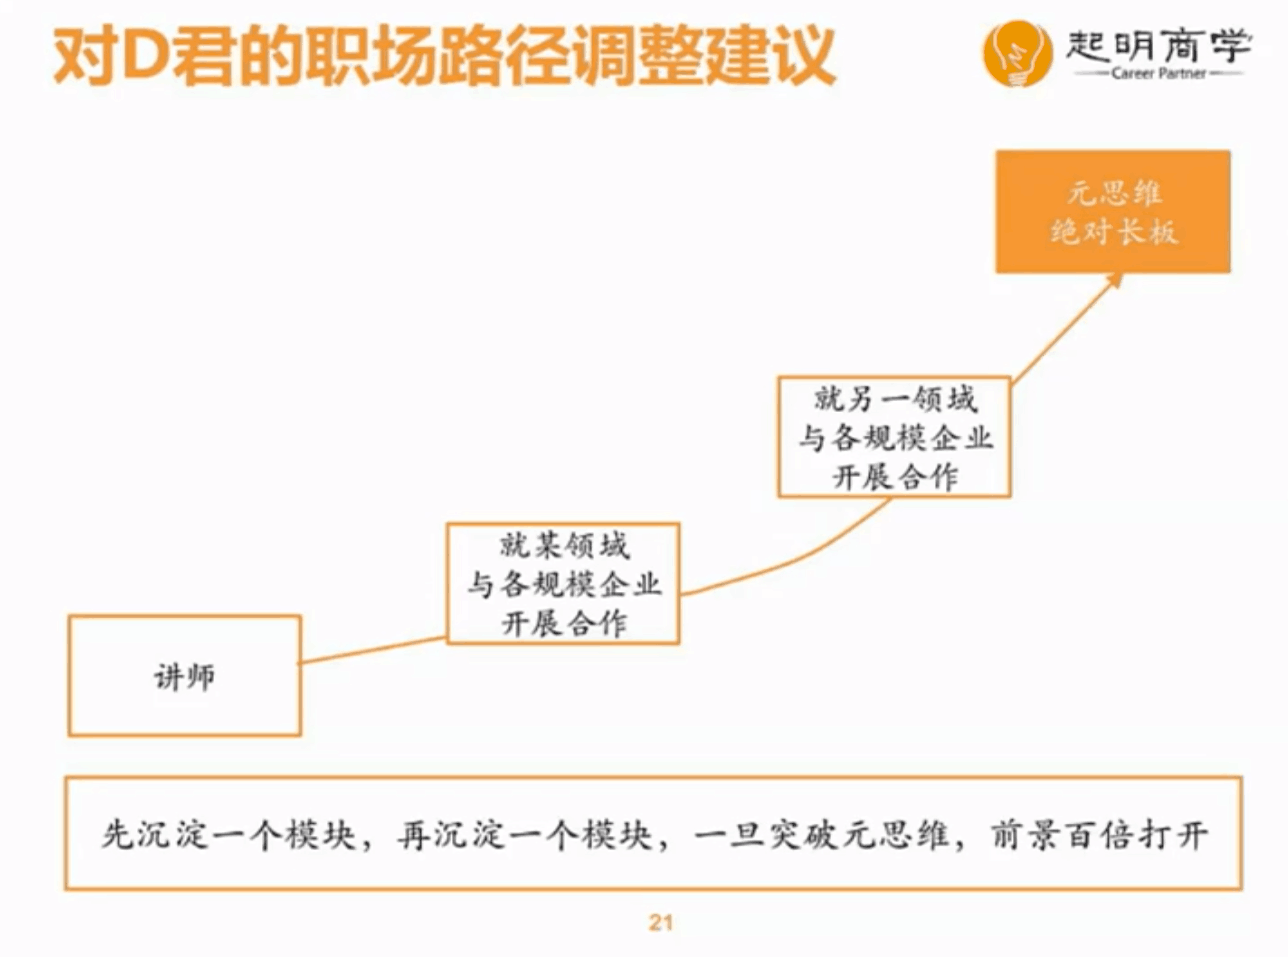 对D君的职场路径调整建议
起明商学
Career Partner
元思维
绝对长板
就另一领域
与各规模企业
开展合作
就某领域
与各规模企业
开展合作
讲师
先沉淀一个模块，再沉淀一个模块，一旦突破元思维，前景百倍打开
21